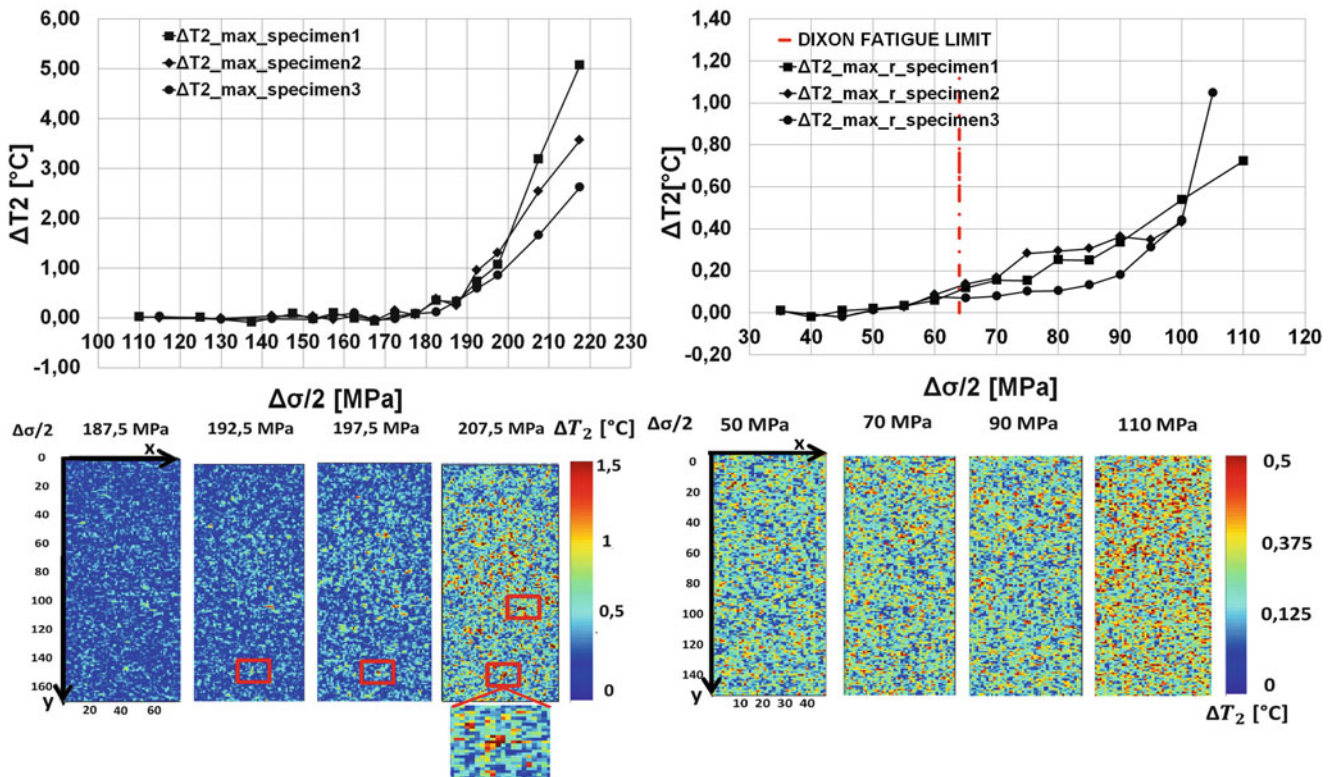 6,00
5,00
4,00
3,00
2,00
1,00
0,00
-1,00
ΔT2 [°C]
ΔT2_max_specimen1
ΔT2_max_specimen2
ΔT2_max_specimen3
100 110 120 130 140 150 160 170 180 190 200 210 220 230
Δσ/2 [MPa]
1,40
1,20
1,00
0,80
0,60
0,40
0,20
0,00
-0,20
ΔT2[°C]
DIXON FATIGUE LIMIT
ΔT2_max_r_specimen1
ΔT2_max_r_specimen2
ΔT2_max_r_specimen3
30 40 50 60 70 80 90 100 110 120
Δσ/2 [MPa]
Δσ/2 187,5 MPa 192,5 MPa 197,5 MPa 207,5 MPa ΔT₂ [°C]
x
0
20
40
60
80
100
120
140
160
y
20 40 60
1,5
1
0,5
0
Δσ/2 50 MPa 70 MPa 90 MPa 110 MPa
x
0
20
40
60
80
100
120
140
y
10 20 30 40
0,5
0,375
0,125
0
ΔT₂ [°C]